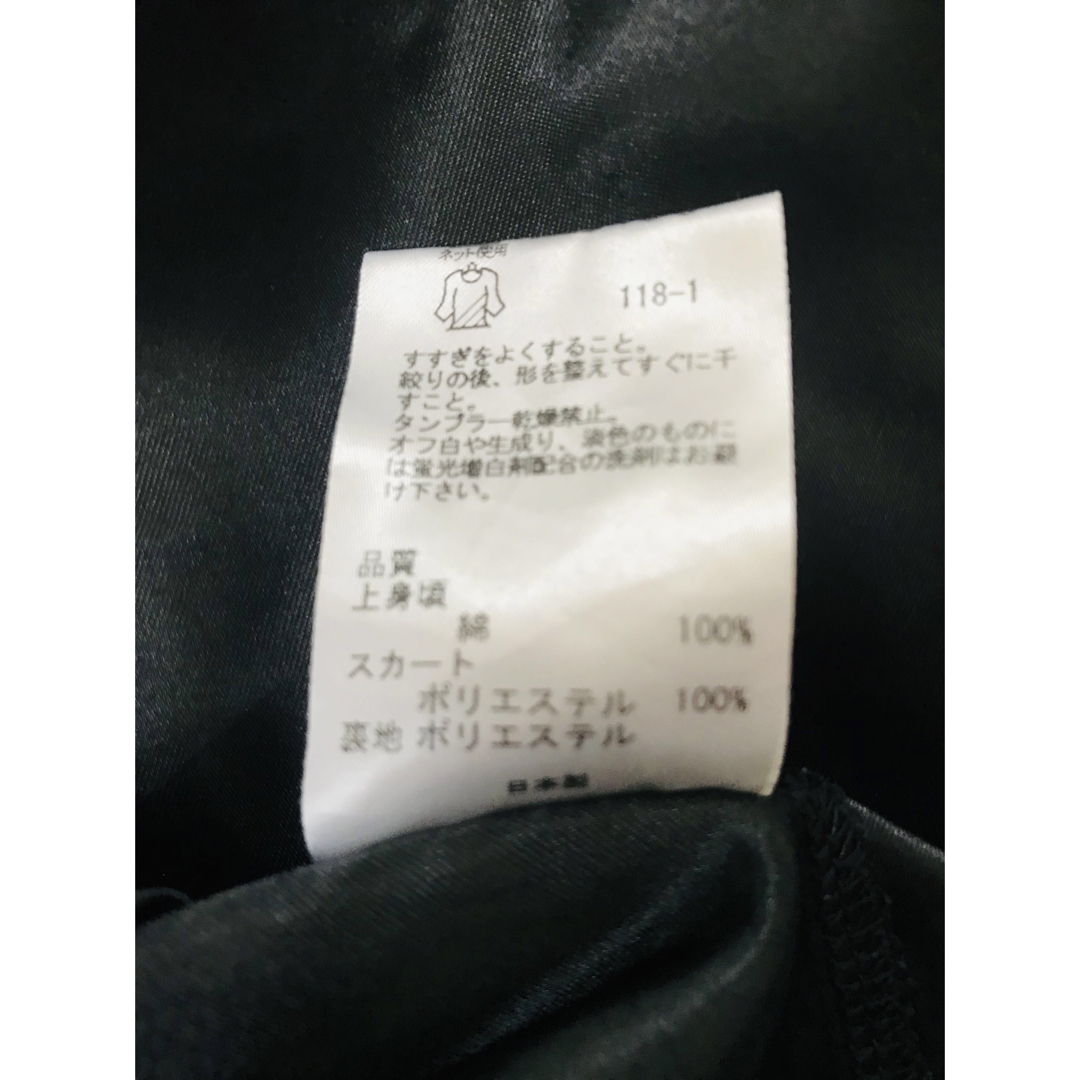 ネット使用
118-1
すすぎをよくすること。
絞りの後、形を整えてすぐに干
すこと。
タンブラー乾燥禁止。
オフ白や生成り、淡色のものに
は蛍光増白剤配合の洗剤はお避
け下さい。
品質
上身頃
綿 100%
スカート
ポリエステル 100%
裏地 ポリエステル
日本製